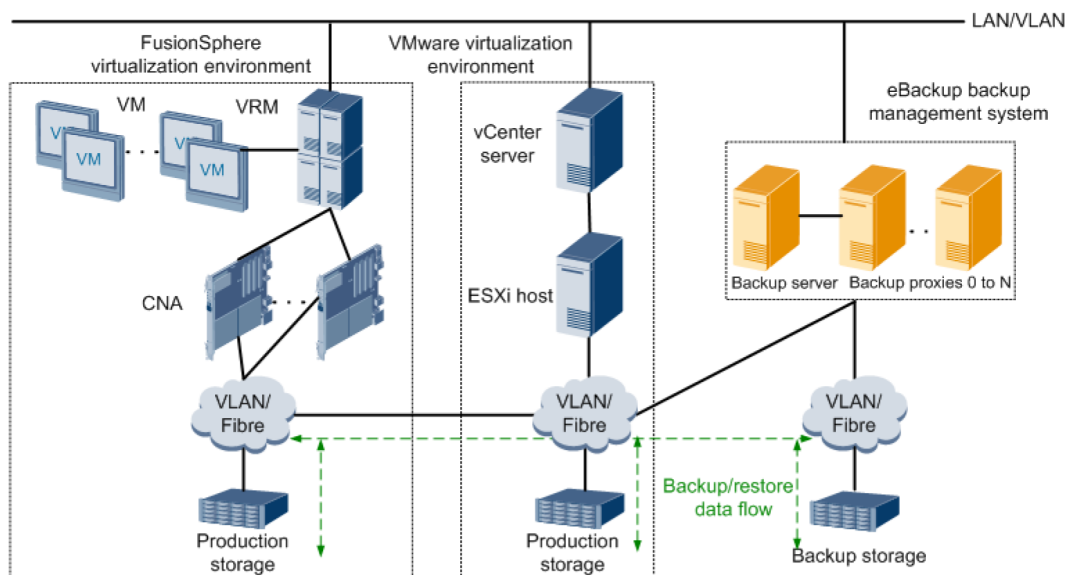 LAN/VLAN
FusionSphere
virtualization environment
VMware virtualization
environment
eBackup backup
management system
VM
VRM
VM
VM
VM
VM
vCenter
server
Backup server
Backup proxies 0 to N
CNA
ESXi host
VLAN/
Fibre
VLAN/
Fibre
VLAN/
Fibre
Backup/restore
data flow
Production
storage
Production
storage
Backup storage